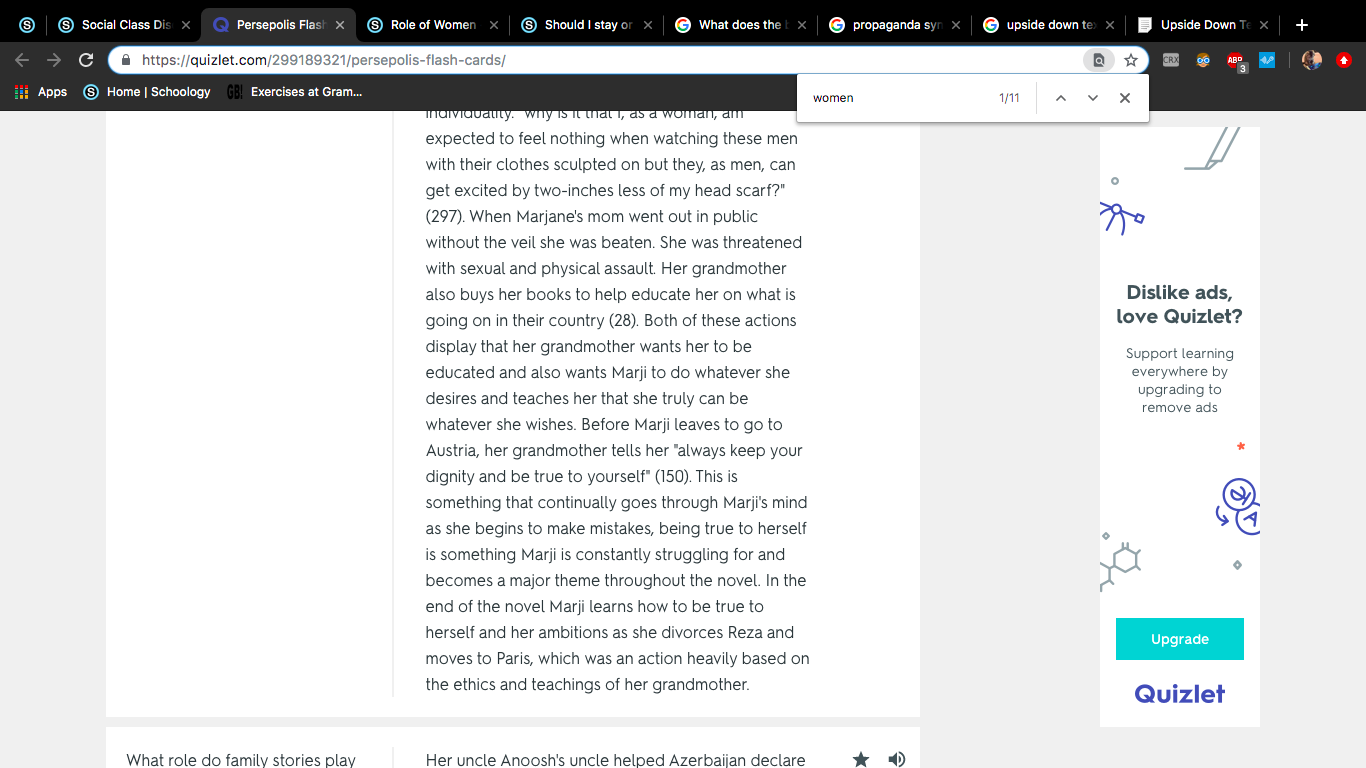 Social Class Dis
Persepolis Flash
Role of Women
Should I stay or
What does the b
propaganda syn
upside down tex
Upside Down Te
https://quizlet.com/299189321/persepolis-flash-cards/
CRX
ABP
3
Apps
Home | Schoology
GB!
Exercises at Gram...
women
1/11
individuality. "why is it that I, as a woman, am
expected to feel nothing when watching these men
with their clothes sculpted on but they, as men, can
get excited by two-inches less of my head scarf?"
(297). When Marjane's mom went out in public
without the veil she was beaten. She was threatened
with sexual and physical assault. Her grandmother
also buys her books to help educate her on what is
going on in their country (28). Both of these actions
display that her grandmother wants her to be
educated and also wants Marji to do whatever she
desires and teaches her that she truly can be
whatever she wishes. Before Marji leaves to go to
Austria, her grandmother tells her "always keep your
dignity and be true to yourself" (150). This is
something that continually goes through Marji's mind
as she begins to make mistakes, being true to herself
is something Marji is constantly struggling for and
becomes a major theme throughout the novel. In the
end of the novel Marji learns how to be true to
herself and her ambitions as she divorces Reza and
moves to Paris, which was an action heavily based on
the ethics and teachings of her grandmother.
What role do family stories play
Her uncle Anoosh's uncle helped Azerbaijan declare
Dislike ads,
love Quizlet?
Support learning
everywhere by
upgrading to
remove ads
Q
A
Upgrade
Quizlet